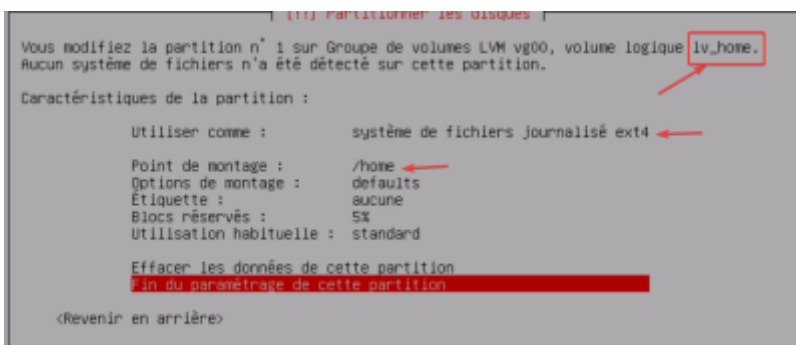 [!!] Partitionner les disques
Vous modifiez la partition n° 1 sur Groupe de volumes LVM vg00, volume logique lv_home.
Aucun système de fichiers n'a été détecté sur cette partition.
Caractéristiques de la partition :
Utiliser comme : système de fichiers journalisé ext4
Point de montage : /home
Options de montage : defaults
Étiquette : aucune
Blocs réservés : 5%
Utilisation habituelle : standard
Effacer les données de cette partition
Fin du paramétrage de cette partition
<Revenir en arrière>